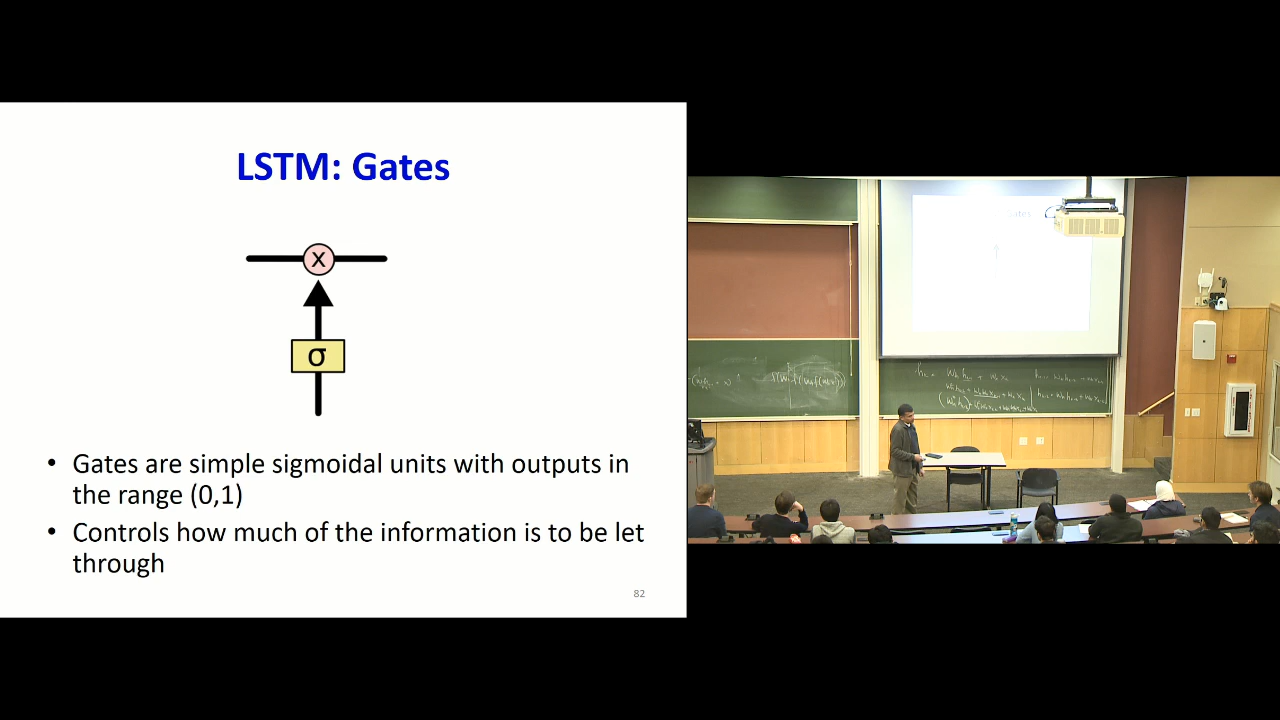 LSTM: Gates
x
σ
• Gates are simple sigmoidal units with outputs in
the range (0,1)
• Controls how much of the information is to be let
through
82
Gates